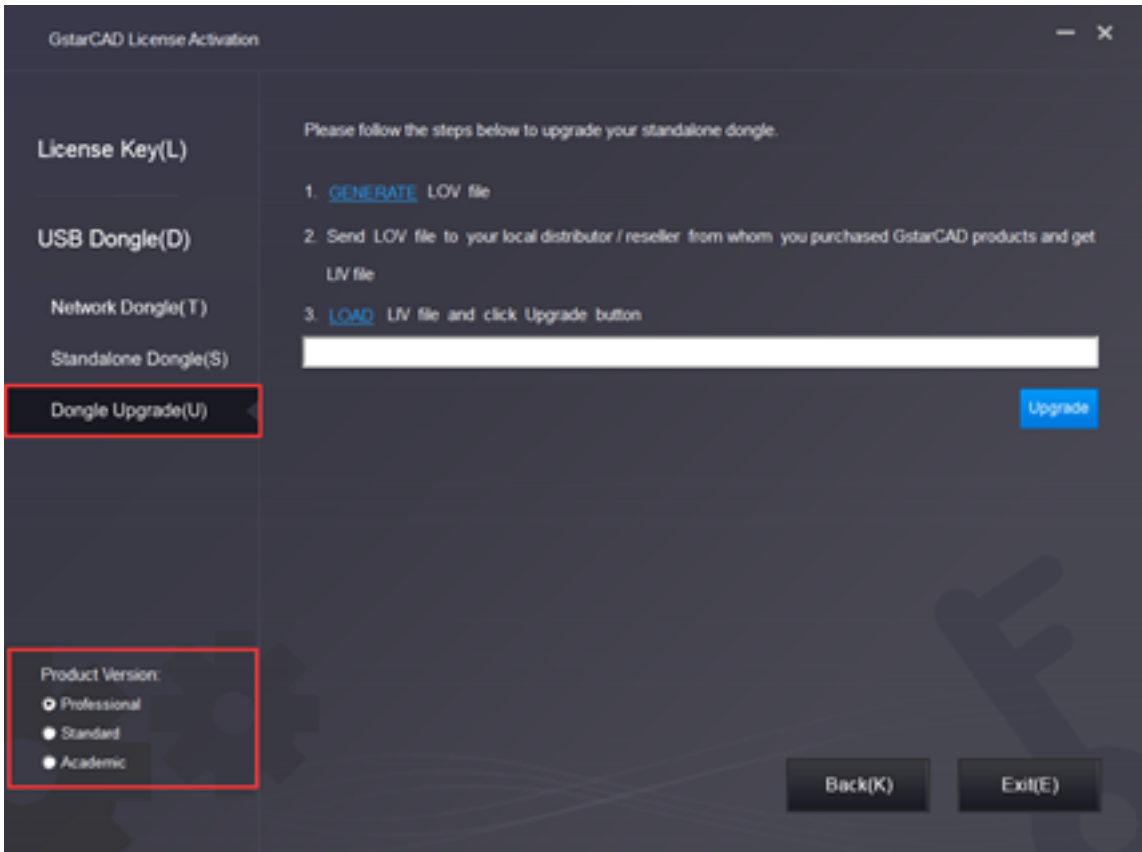 GstarCAD License Activation
License Key(L)
USB Dongle(D)
Network Dongle(T)
Standalone Dongle(S)
Dongle Upgrade(U)
Product Version:
Professional
Standard
Academic
Please follow the steps below to upgrade your standalone dongle.
1. GENERATE LOV file
2. Send LOV file to your local distributor / reseller from whom you purchased GstarCAD products and get
LIV file
3. LOAD LIV file and click Upgrade button
Upgrade
Back(K)
Exit(E)